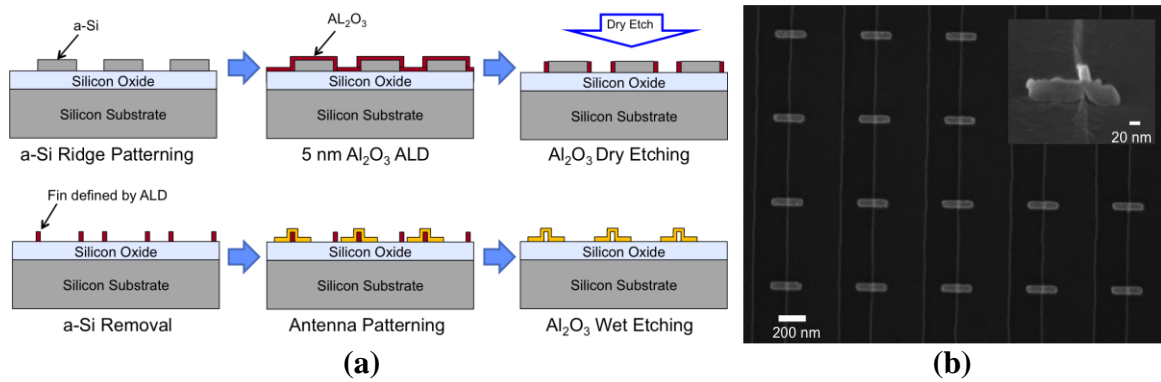 a-Si
Silicon Oxide
Silicon Substrate
a-Si Ridge Patterning
AL₂O₃
Silicon Oxide
Silicon Substrate
5 nm Al₂O₃ ALD
Dry Etch
Silicon Oxide
Silicon Substrate
Al₂O₃ Dry Etching
Fin defined by ALD
Silicon Oxide
Silicon Substrate
a-Si Removal
Silicon Oxide
Silicon Substrate
Antenna Patterning
Silicon Oxide
Silicon Substrate
Al₂O₃ Wet Etching
(a)
20 nm
200 nm
(b)